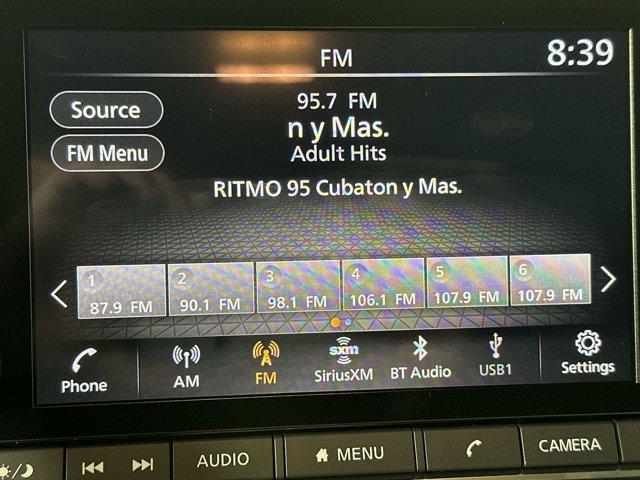 FM
8:39
Source
FM Menu
95.7 FM
n y Mas.
Adult Hits
RITMO 95 Cubaton y Mas.
1
87.9 FM
2
90.1 FM
3
98.1 FM
4
106.1 FM
5
107.9 FM
6
107.9 FM
Phone
AM
FM
sxm
SiriusXM
BT Audio
USB1
Settings
AUDIO
MENU
CAMERA